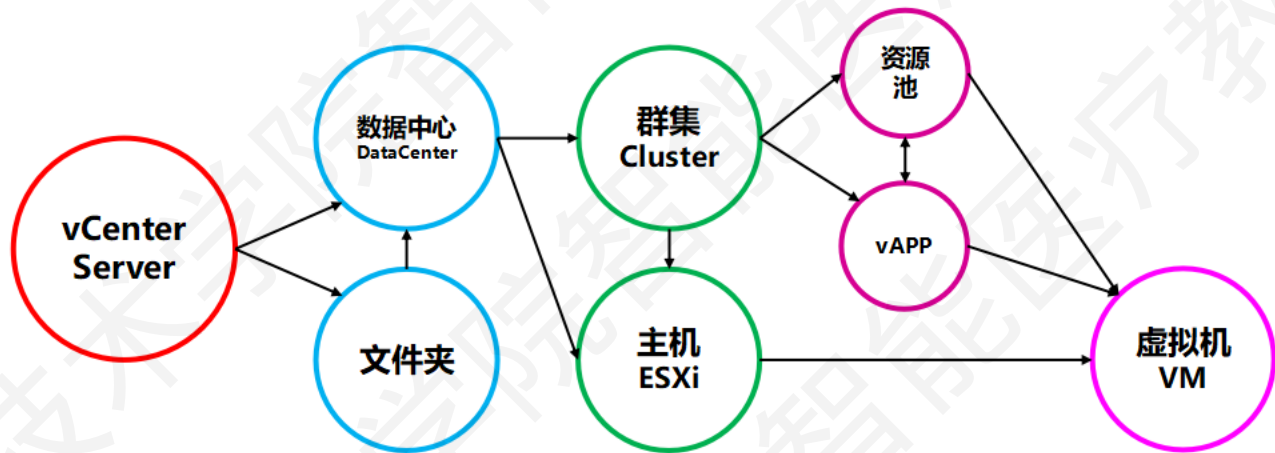 vCenter
Server
数据中心
DataCenter
文件夹
群集
Cluster
主机
ESXi
资源
池
vAPP
虚拟机
VM